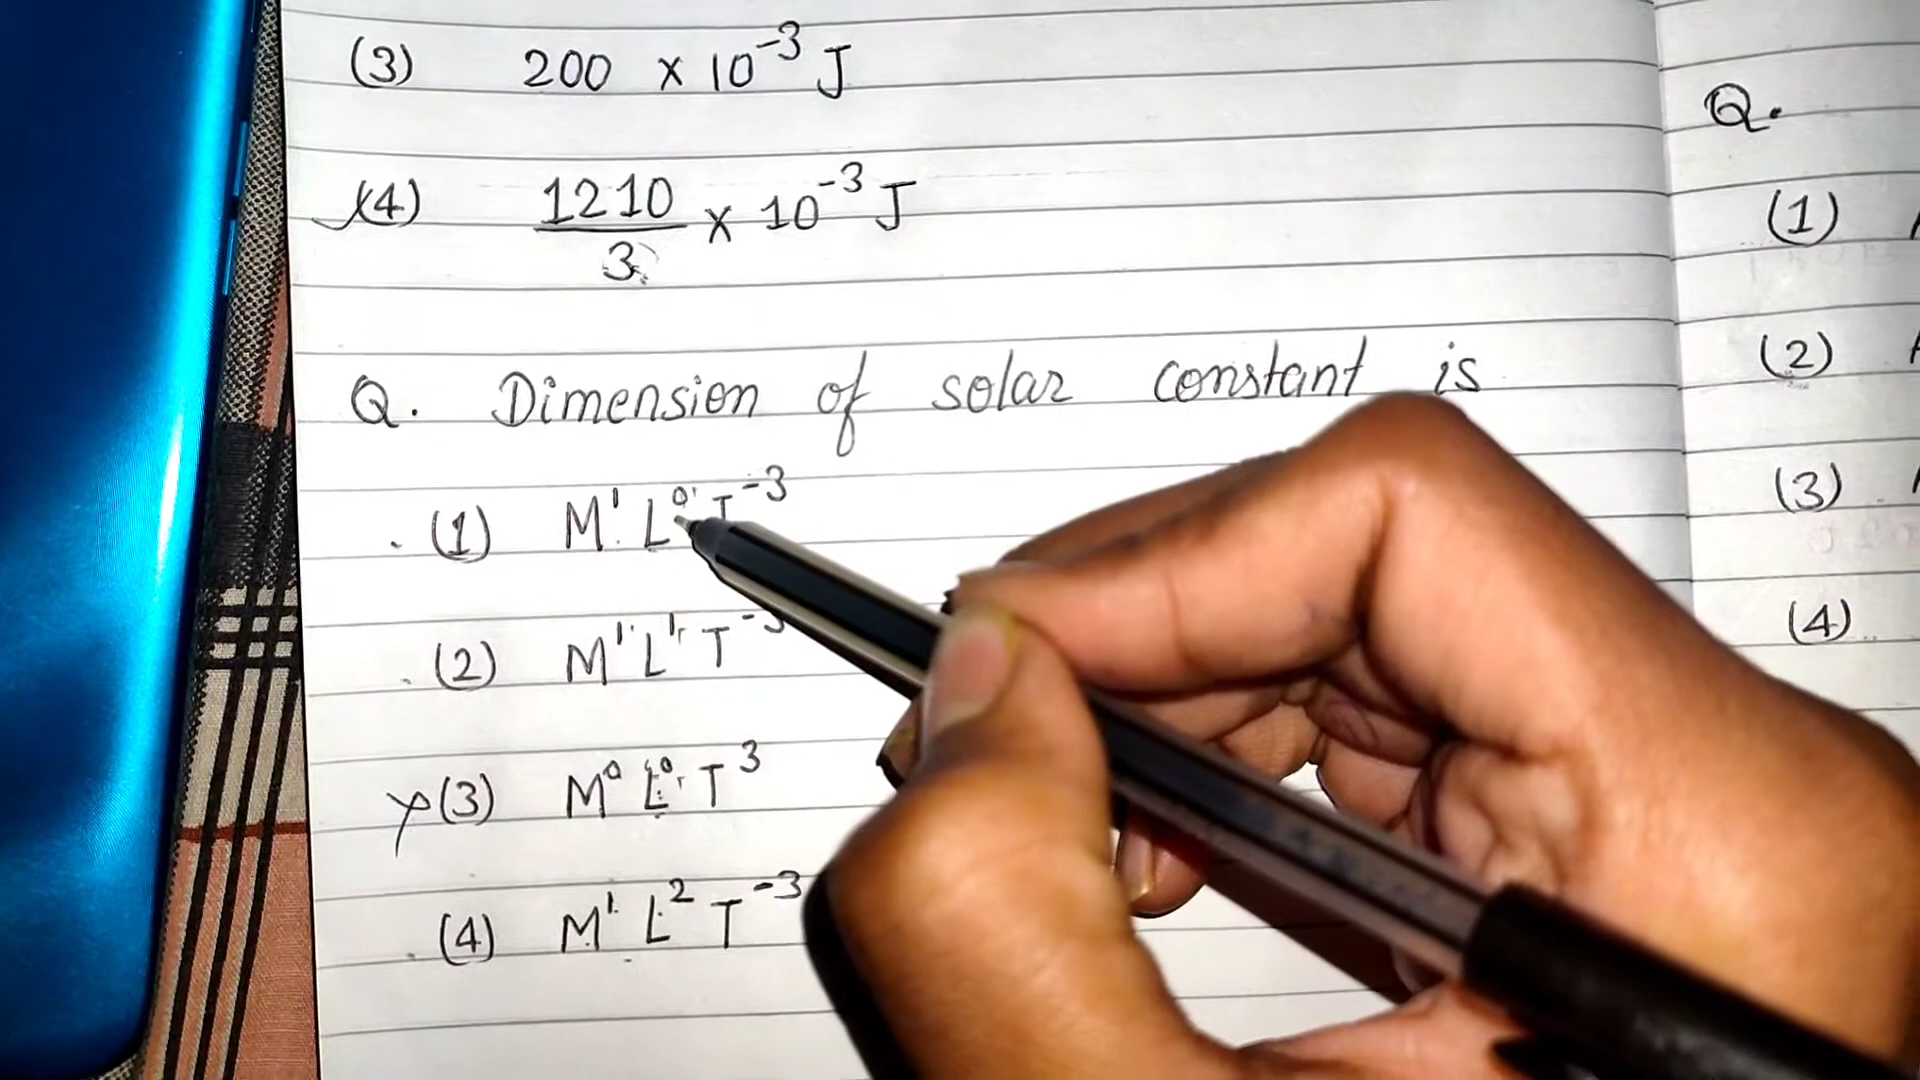 (3) 200 × 10⁻³ J
(4) 1210/3 × 10⁻³ J
Q. Dimension of solar constant is
(1) M¹ L⁰ T⁻³
(2) M¹ L¹ T⁻³
(3) M⁰ L⁰ T³
(4) M¹ L² T⁻³
Q.
(1)
(2)
(3)
(4)